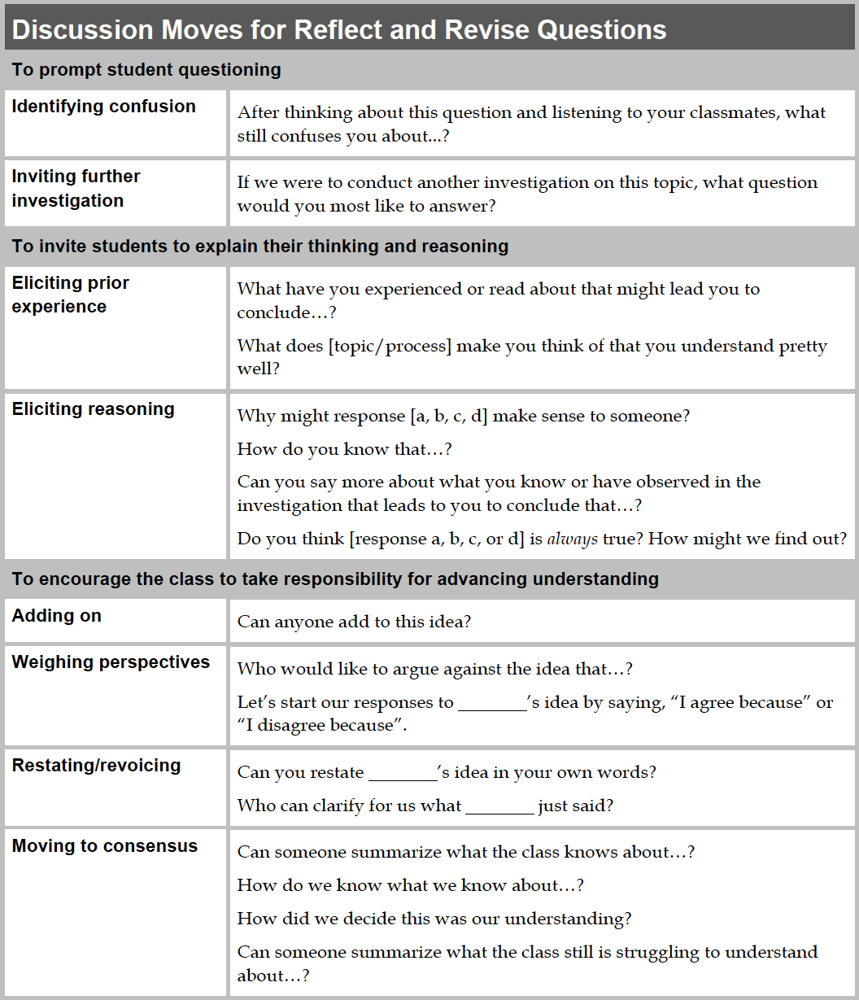 Discussion Moves for Reflect and Revise Questions
To prompt student questioning
Identifying confusion
After thinking about this question and listening to your classmates, what
still confuses you about...?
Inviting further
investigation
If we were to conduct another investigation on this topic, what question
would you most like to answer?
To invite students to explain their thinking and reasoning
Eliciting prior
experience
What have you experienced or read about that might lead you to
conclude…?
What does [topic/process] make you think of that you understand pretty
well?
Eliciting reasoning
Why might response [a, b, c, d] make sense to someone?
How do you know that…?
Can you say more about what you know or have observed in the
investigation that leads to you to conclude that…?
Do you think [response a, b, c, or d] is always true? How might we find out?
To encourage the class to take responsibility for advancing understanding
Adding on
Can anyone add to this idea?
Weighing perspectives
Who would like to argue against the idea that…?
Let’s start our responses to ________’s idea by saying, “I agree because” or
“I disagree because”.
Restating/revoicing
Can you restate ________’s idea in your own words?
Who can clarify for us what ________ just said?
Moving to consensus
Can someone summarize what the class knows about…?
How do we know what we know about…?
How did we decide this was our understanding?
Can someone summarize what the class still is struggling to understand
about…?